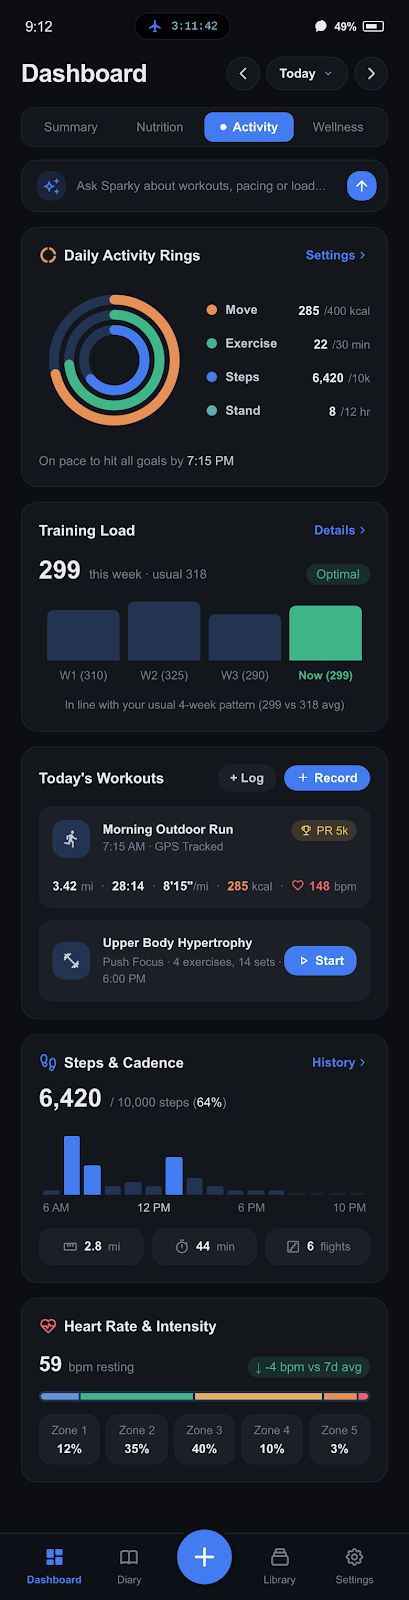 9:12
3:11:42
49%
Dashboard
Today
Summary
Nutrition
Activity
Wellness
Ask Sparky about workouts, pacing or load...
Daily Activity Rings
Settings
Move 285 /400 kcal
Exercise 22 /30 min
Steps 6,420 /10k
Stand 8 /12 hr
On pace to hit all goals by 7:15 PM
Training Load
Details
299 this week · usual 318
Optimal
W1 (310)
W2 (325)
W3 (290)
Now (299)
In line with your usual 4-week pattern (299 vs 318 avg)
Today's Workouts
+ Log
+ Record
Morning Outdoor Run
PR 5k
7:15 AM · GPS Tracked
3.42 mi · 28:14 · 8'15"/mi · 285 kcal · 148 bpm
Upper Body Hypertrophy
Push Focus · 4 exercises, 14 sets ·
6:00 PM
Start
Steps & Cadence
History
6,420 / 10,000 steps (64%)
6 AM
12 PM
6 PM
10 PM
2.8 mi
44 min
6 flights
Heart Rate & Intensity
59 bpm resting
↓ -4 bpm vs 7d avg
Zone 1
12%
Zone 2
35%
Zone 3
40%
Zone 4
10%
Zone 5
3%
Dashboard
Diary
Library
Settings